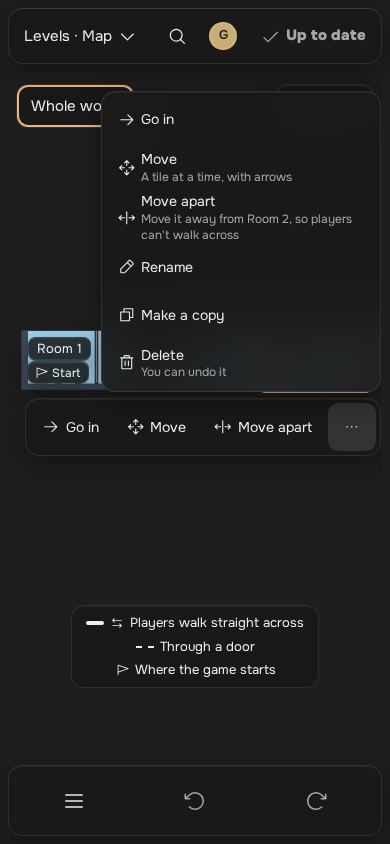 Levels · Map
G
Up to date
Whole wo
Go in
Move
A tile at a time, with arrows
Move apart
Move it away from Room 2, so players
can't walk across
Rename
Make a copy
Delete
You can undo it
Room 1
Start
Go in
Move
Move apart
...
Players walk straight across
Through a door
Where the game starts